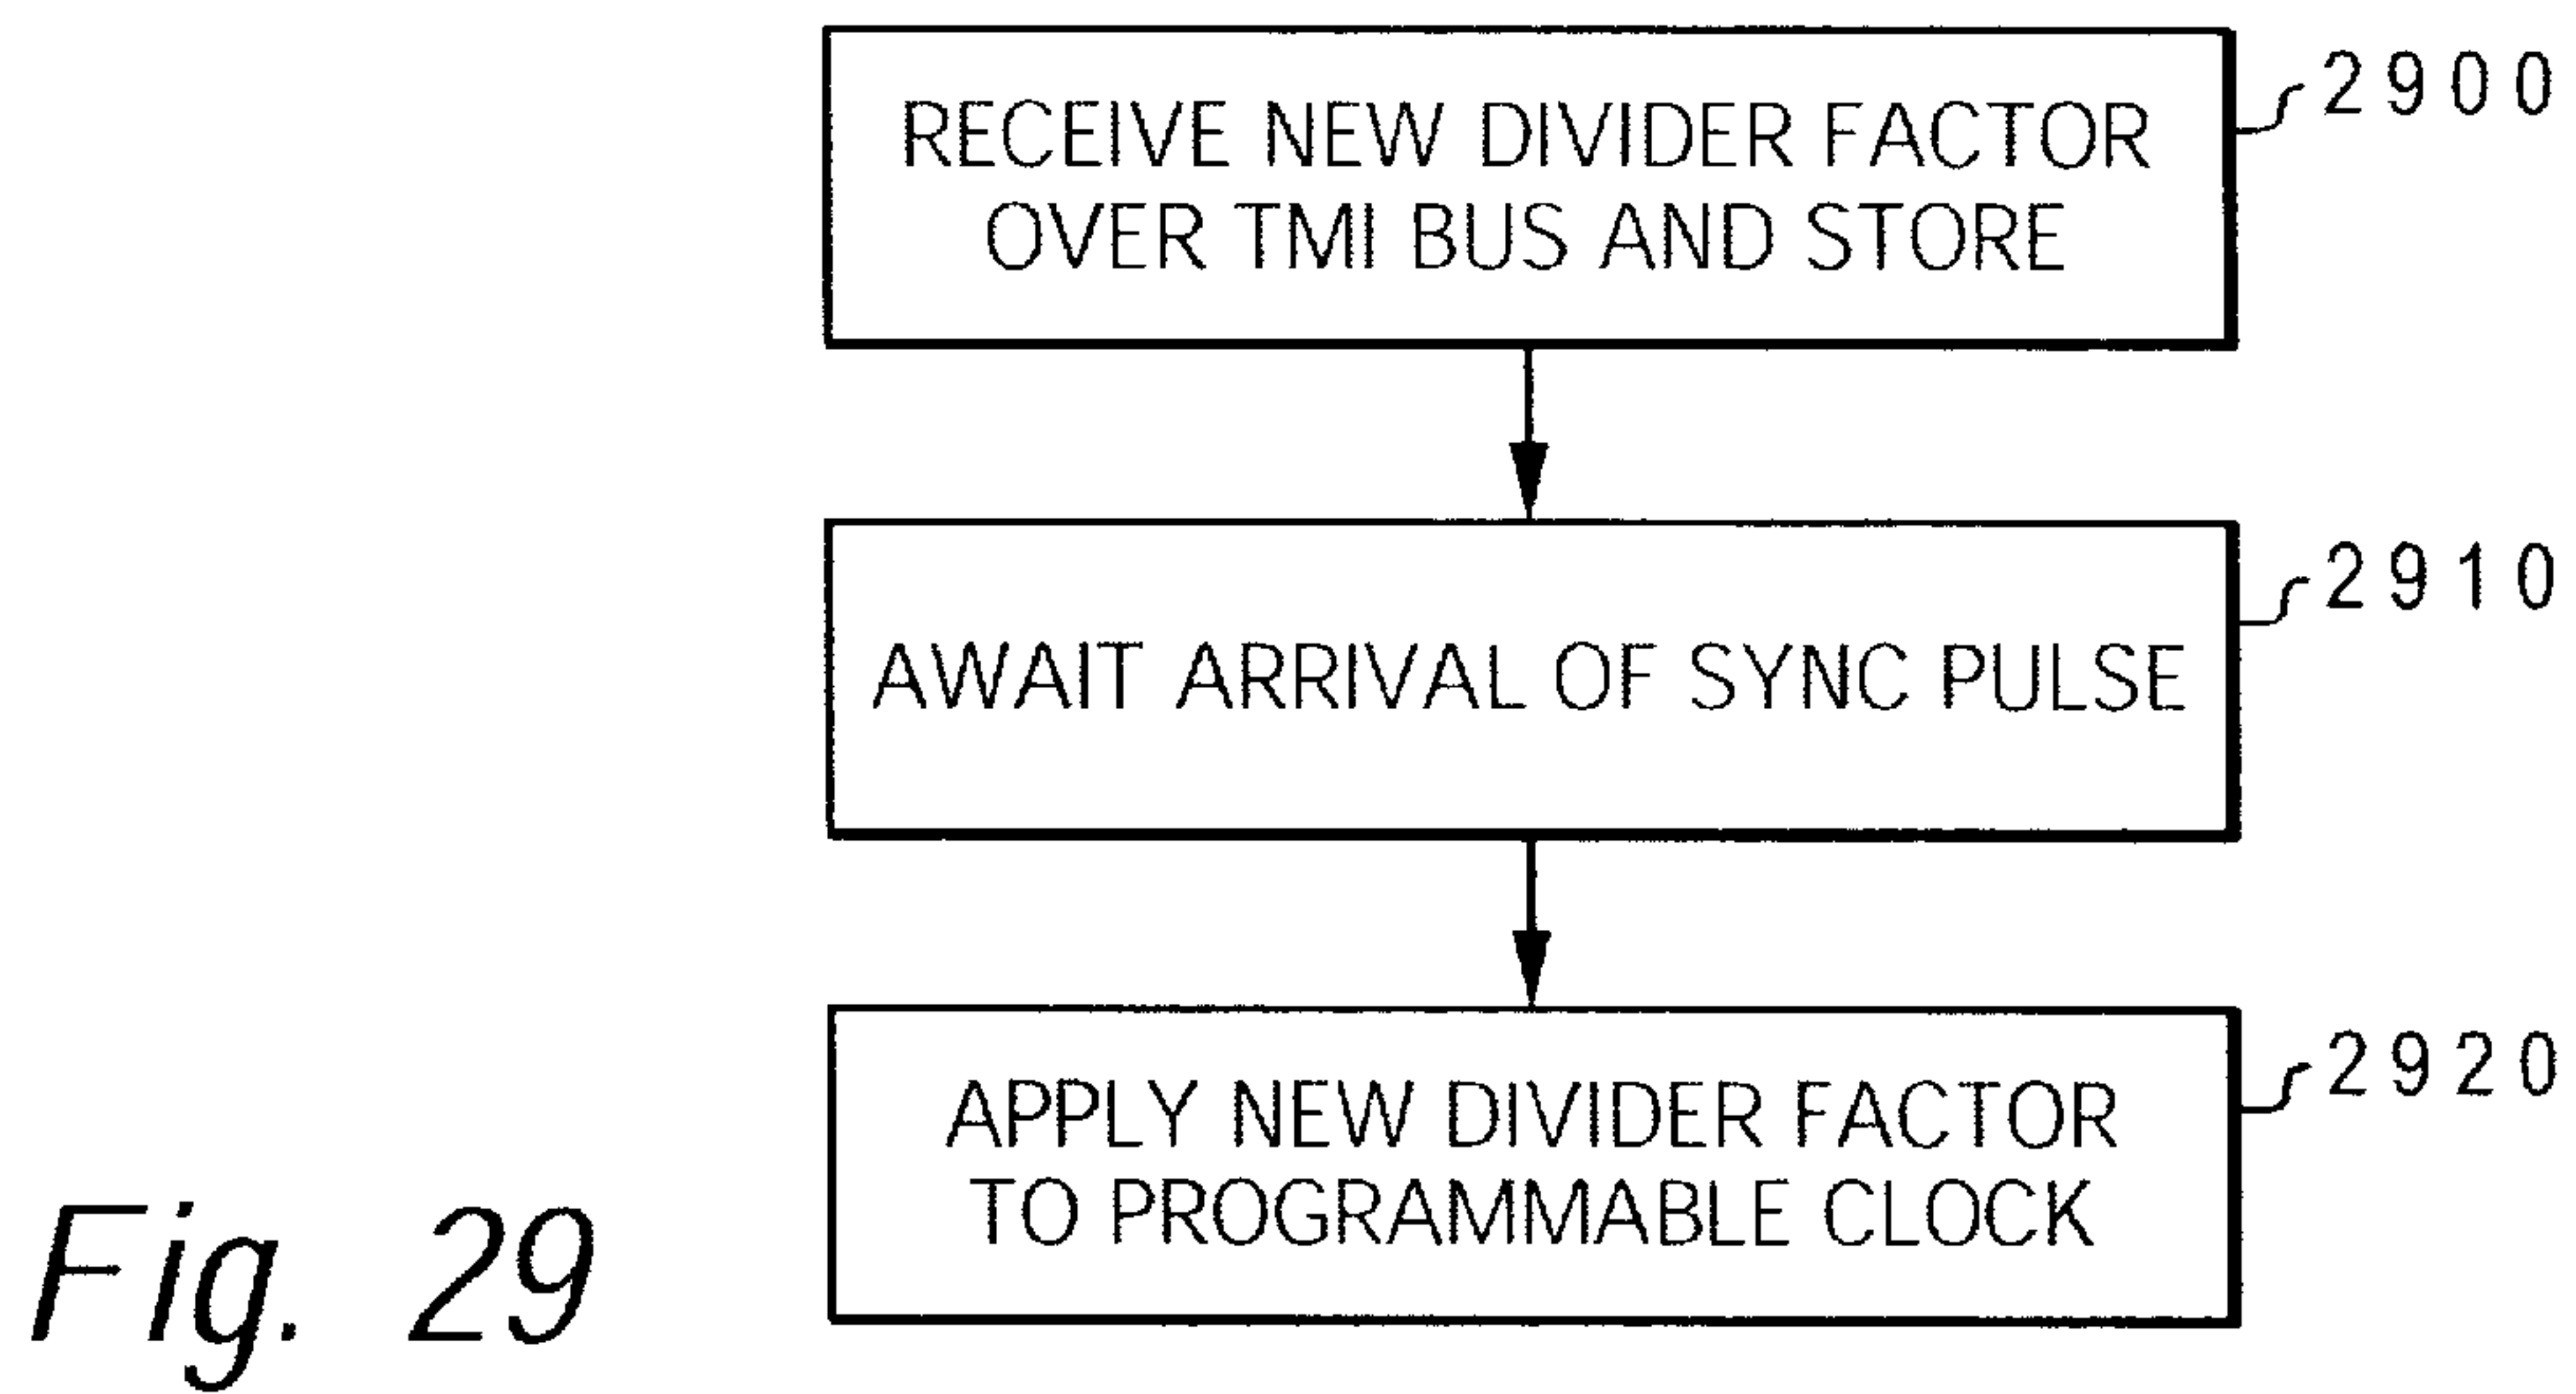 RECEIVE NEW DIVIDER FACTOR
OVER TMI BUS AND STORE
2900
AWAIT ARRIVAL OF SYNC PULSE
2910
APPLY NEW DIVIDER FACTOR
TO PROGRAMMABLE CLOCK
2920
Fig. 29